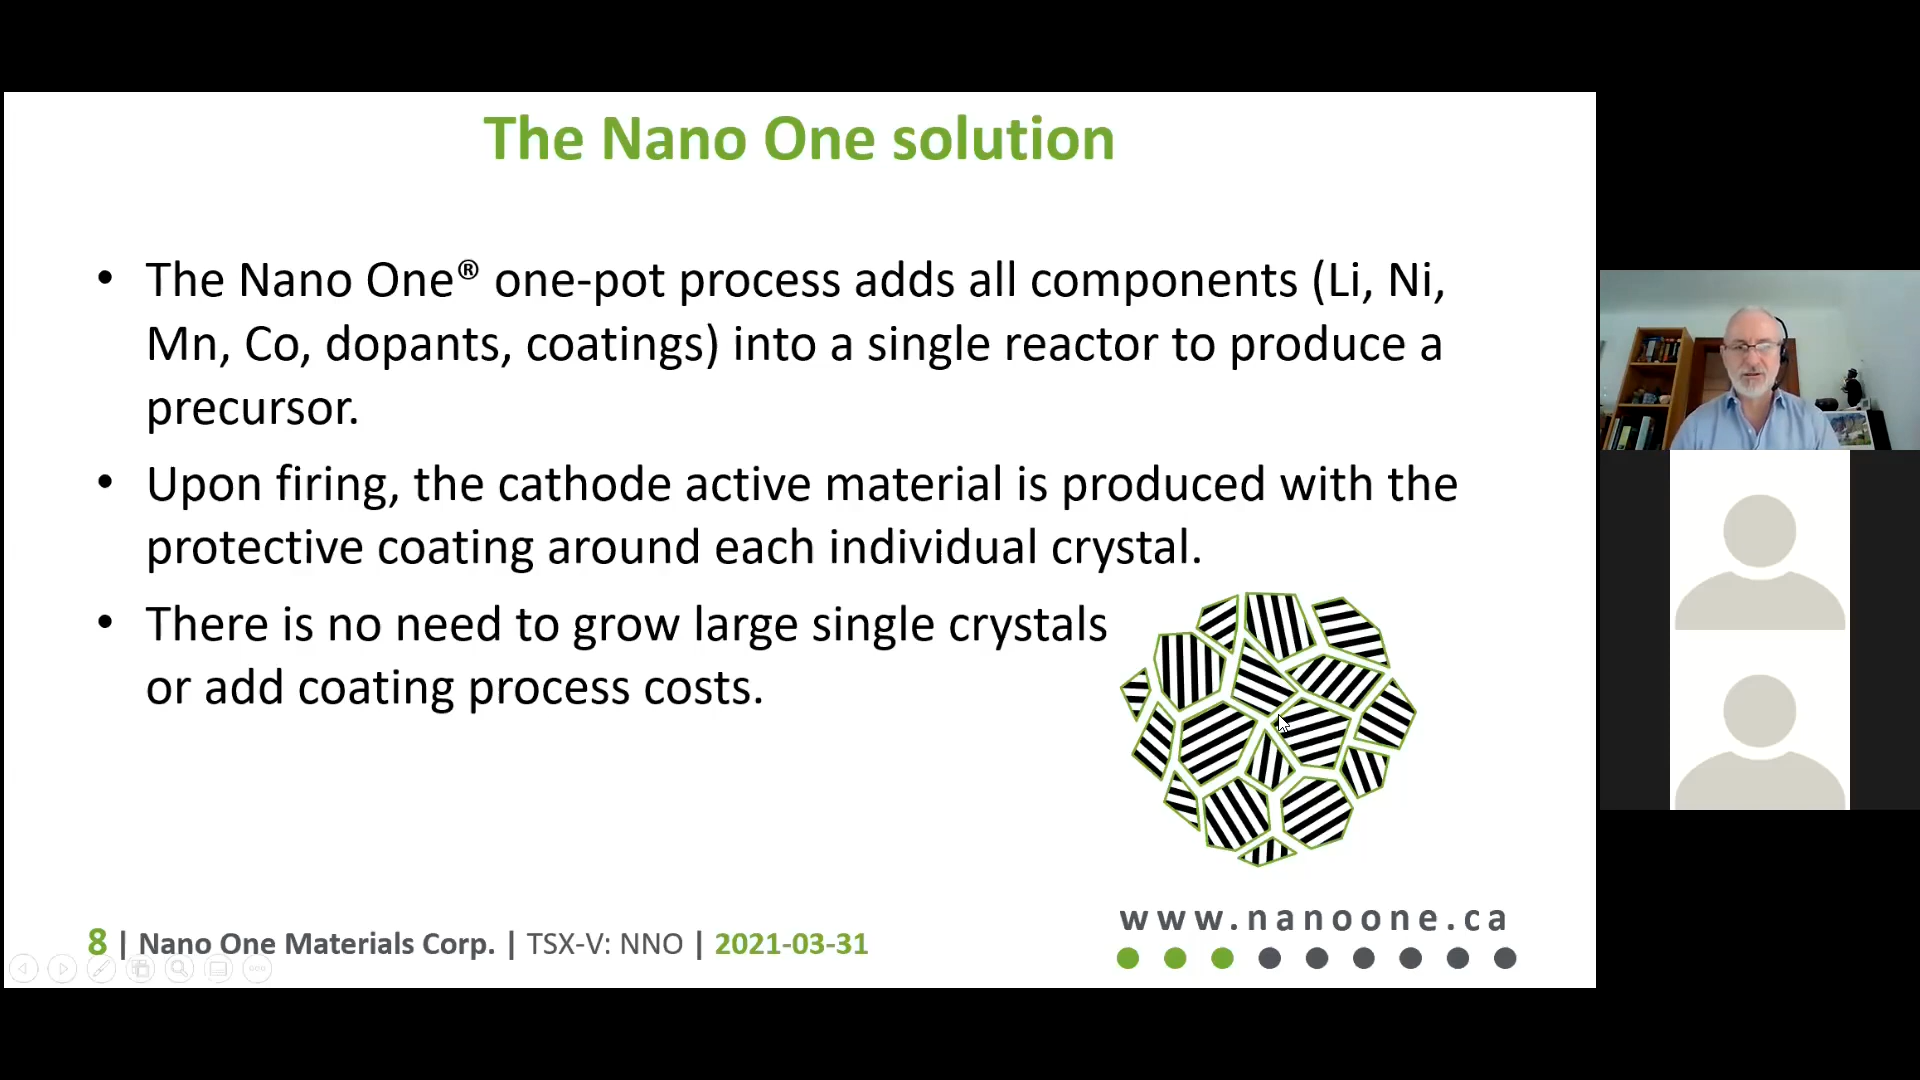 The Nano One solution
• The Nano One® one-pot process adds all components (Li, Ni,
Mn, Co, dopants, coatings) into a single reactor to produce a
precursor.
• Upon firing, the cathode active material is produced with the
protective coating around each individual crystal.
• There is no need to grow large single crystals
or add coating process costs.
www.nanoone.ca
8 | Nano One Materials Corp. | TSX-V: NNO | 2021-03-31